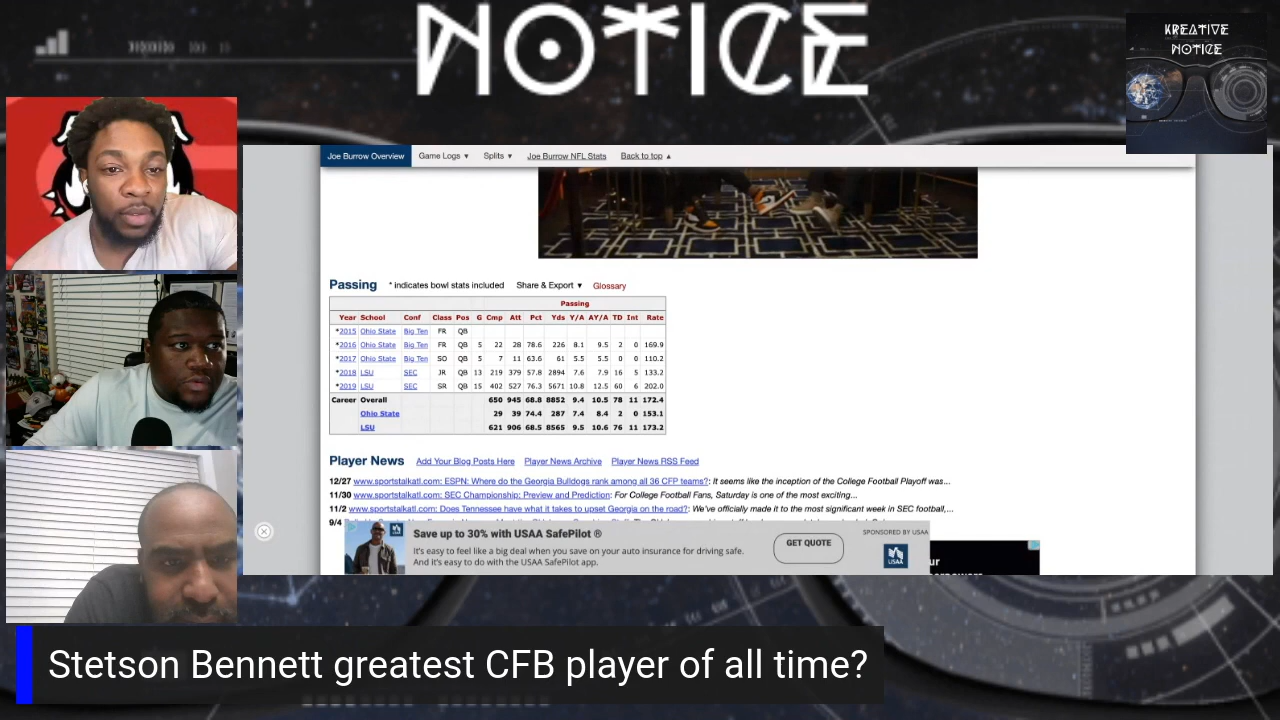 NOTICE
KREATIVE
NOTICE
Joe Burrow Overview Game Logs ▼ Splits ▼ Joe Burrow NFL Stats Back to top ▲
Passing * indicates bowl stats included Share & Export ▼ Glossary
Passing
Year School Conf Class Pos G Cmp Att Pct Yds Y/A AY/A TD Int Rate
*2015 Ohio State Big Ten FR QB
*2016 Ohio State Big Ten FR QB 5 22 28 78.6 226 8.1 9.5 2 0 169.9
*2017 Ohio State Big Ten SO QB 5 7 11 63.6 61 5.5 5.5 0 0 110.2
*2018 LSU SEC JR QB 13 219 379 57.8 2894 7.6 7.9 16 5 133.2
*2019 LSU SEC SR QB 15 402 527 76.3 5671 10.8 12.5 60 6 202.0
Career Overall 650 945 68.8 8852 9.4 10.5 78 11 172.4
Ohio State 29 39 74.4 287 7.4 8.4 2 0 153.1
LSU 621 906 68.5 8565 9.5 10.6 76 11 173.2
Player News Add Your Blog Posts Here Player News Archive Player News RSS Feed
12/27 www.sportstalkatl.com: ESPN: Where do the Georgia Bulldogs rank among all 36 CFP teams?: It seems like the inception of the College Football Playoff was...
11/30 www.sportstalkatl.com: SEC Championship: Preview and Prediction: For College Football Fans, Saturday is one of the most exciting...
11/2 www.sportstalkatl.com: Does Tennessee have what it takes to upset Georgia on the road?: We've officially made it to the most significant week in SEC football,...
9/4
Save up to 30% with USAA SafePilot ®
It's easy to feel like a big deal when you save on your auto insurance for driving safe.
And it's easy to do with the USAA SafePilot app.
GET QUOTE
SPONSORED BY USAA
USAA
Stetson Bennett greatest CFB player of all time?